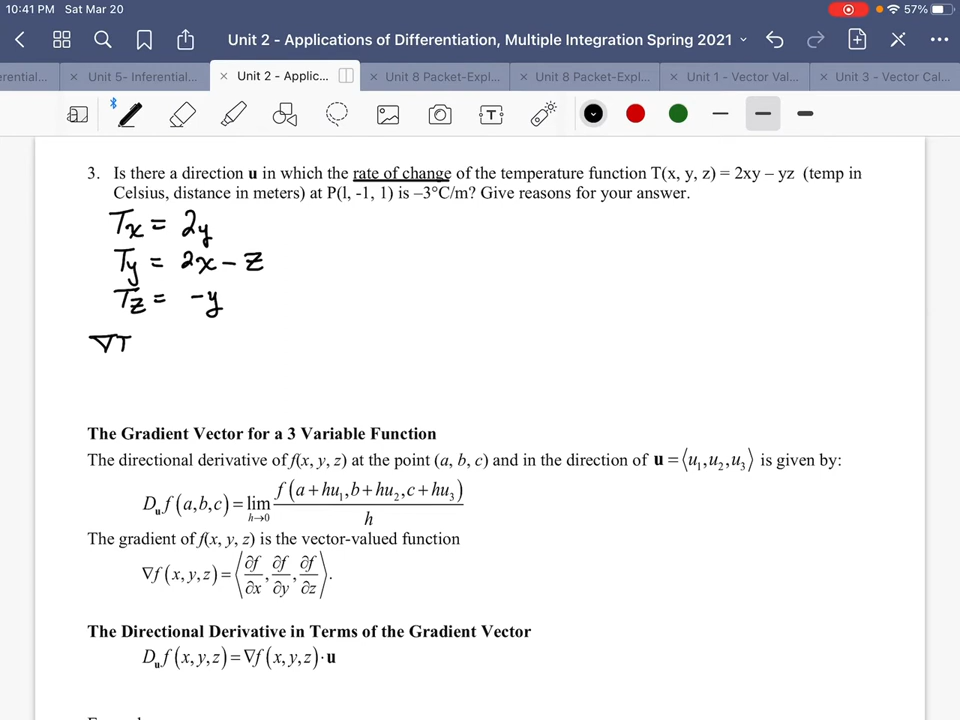 10:41 PM Sat Mar 20 57%
Unit 2 - Applications of Differentiation, Multiple Integration Spring 2021
erential... × Unit 5- Inferential... × Unit 2 - Applic... × Unit 8 Packet-Expl... × Unit 8 Packet-Expl... × Unit 1 - Vector Val... × Unit 3 - Vector Cal...
T
3. Is there a direction u in which the rate of change of the temperature function T(x, y, z) = 2xy – yz (temp in
Celsius, distance in meters) at P(l, -1, 1) is –3°C/m? Give reasons for your answer.
Tx = 2y
Ty = 2x - z
Tz = -y
∇T
The Gradient Vector for a 3 Variable Function
The directional derivative of f(x, y, z) at the point (a, b, c) and in the direction of u = ⟨u₁, u₂, u₃⟩ is given by:
D_u f(a, b, c) = lim_{h→0} f(a + hu₁, b + hu₂, c + hu₃) / h
The gradient of f(x, y, z) is the vector-valued function
∇f(x, y, z) = ⟨∂f/∂x, ∂f/∂y, ∂f/∂z⟩.
The Directional Derivative in Terms of the Gradient Vector
D_u f(x, y, z) = ∇f(x, y, z) · u